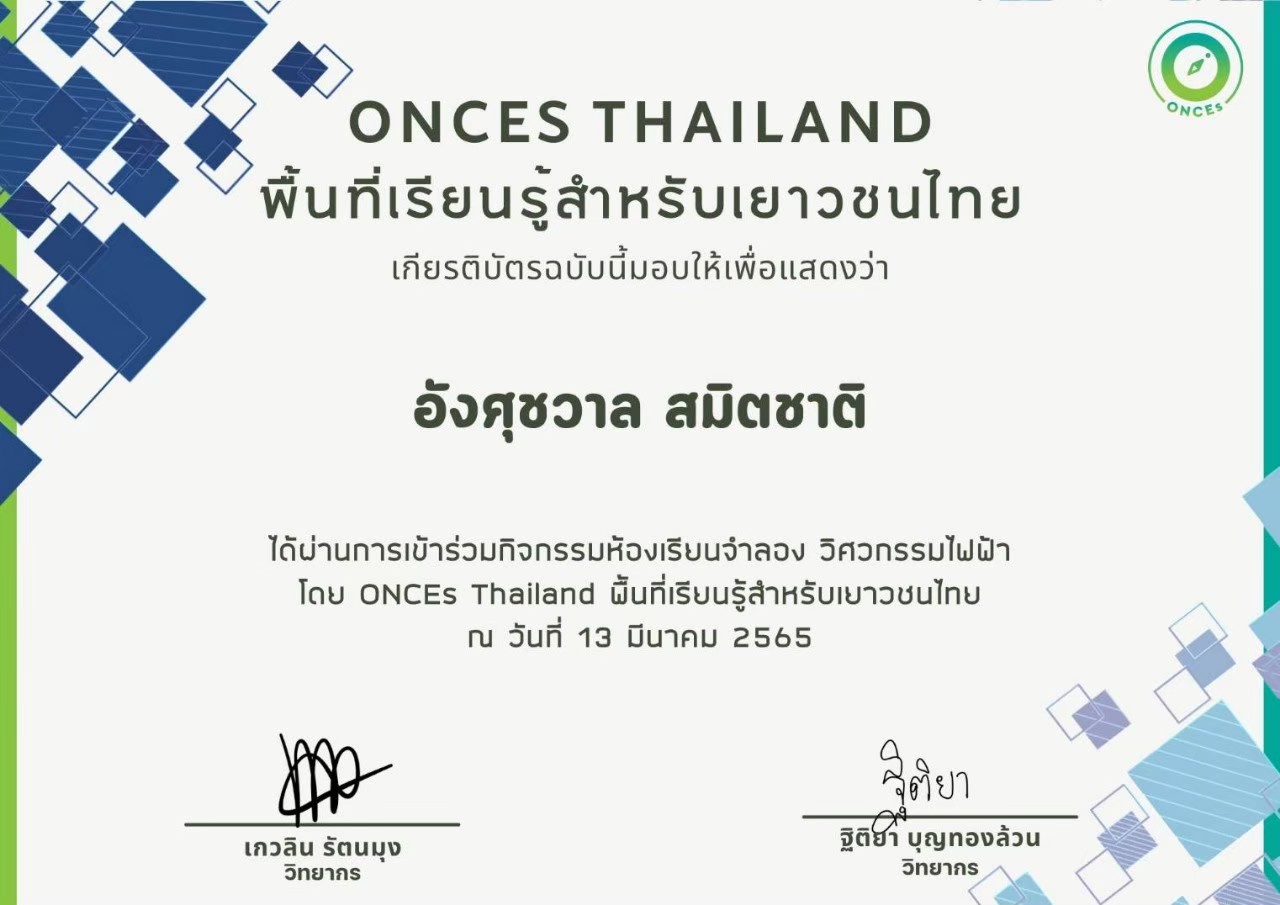 ONCEs
ONCES THAILAND
พื้นที่เรียนรู้สำหรับเยาวชนไทย
เกียรติบัตรฉบับนี้มอบให้เพื่อแสดงว่า
อังศุชวาล สมิตชาติ
ได้ผ่านการเข้าร่วมกิจกรรมห้องเรียนจำลอง วิศวกรรมไฟฟ้า
โดย ONCEs Thailand พื้นที่เรียนรู้สำหรับเยาวชนไทย
ณ วันที่ 13 มีนาคม 2565
ฐิติยา
เกวลิน รัตนมุง
วิทยากร
ฐิติยา บุญทองล้วน
วิทยากร